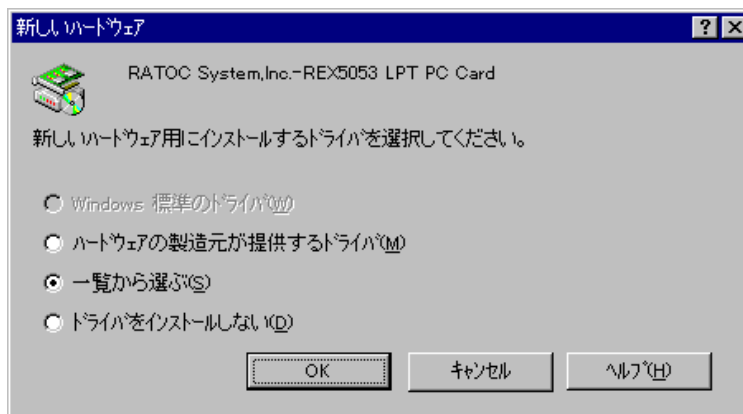 新しいハードウェア
RATOC System,Inc.-REX5053 LPT PC Card
新しいハードウェア用にインストールするドライバを選択してください。
Windows 標準のドライバ(W)
ハードウェアの製造元が提供するドライバ(M)
一覧から選ぶ(S)
ドライバをインストールしない(D)
OK キャンセル ヘルプ(H)